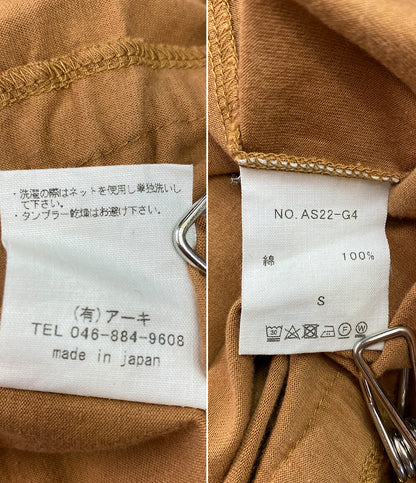 ・洗濯の際はネットを使用し単独洗いし
て下さい。
・タンブラー乾燥はお避け下さい。
(有)アーキ
TEL 046-884-9608
made in japan
NO.AS22-G4
綿 100%
S